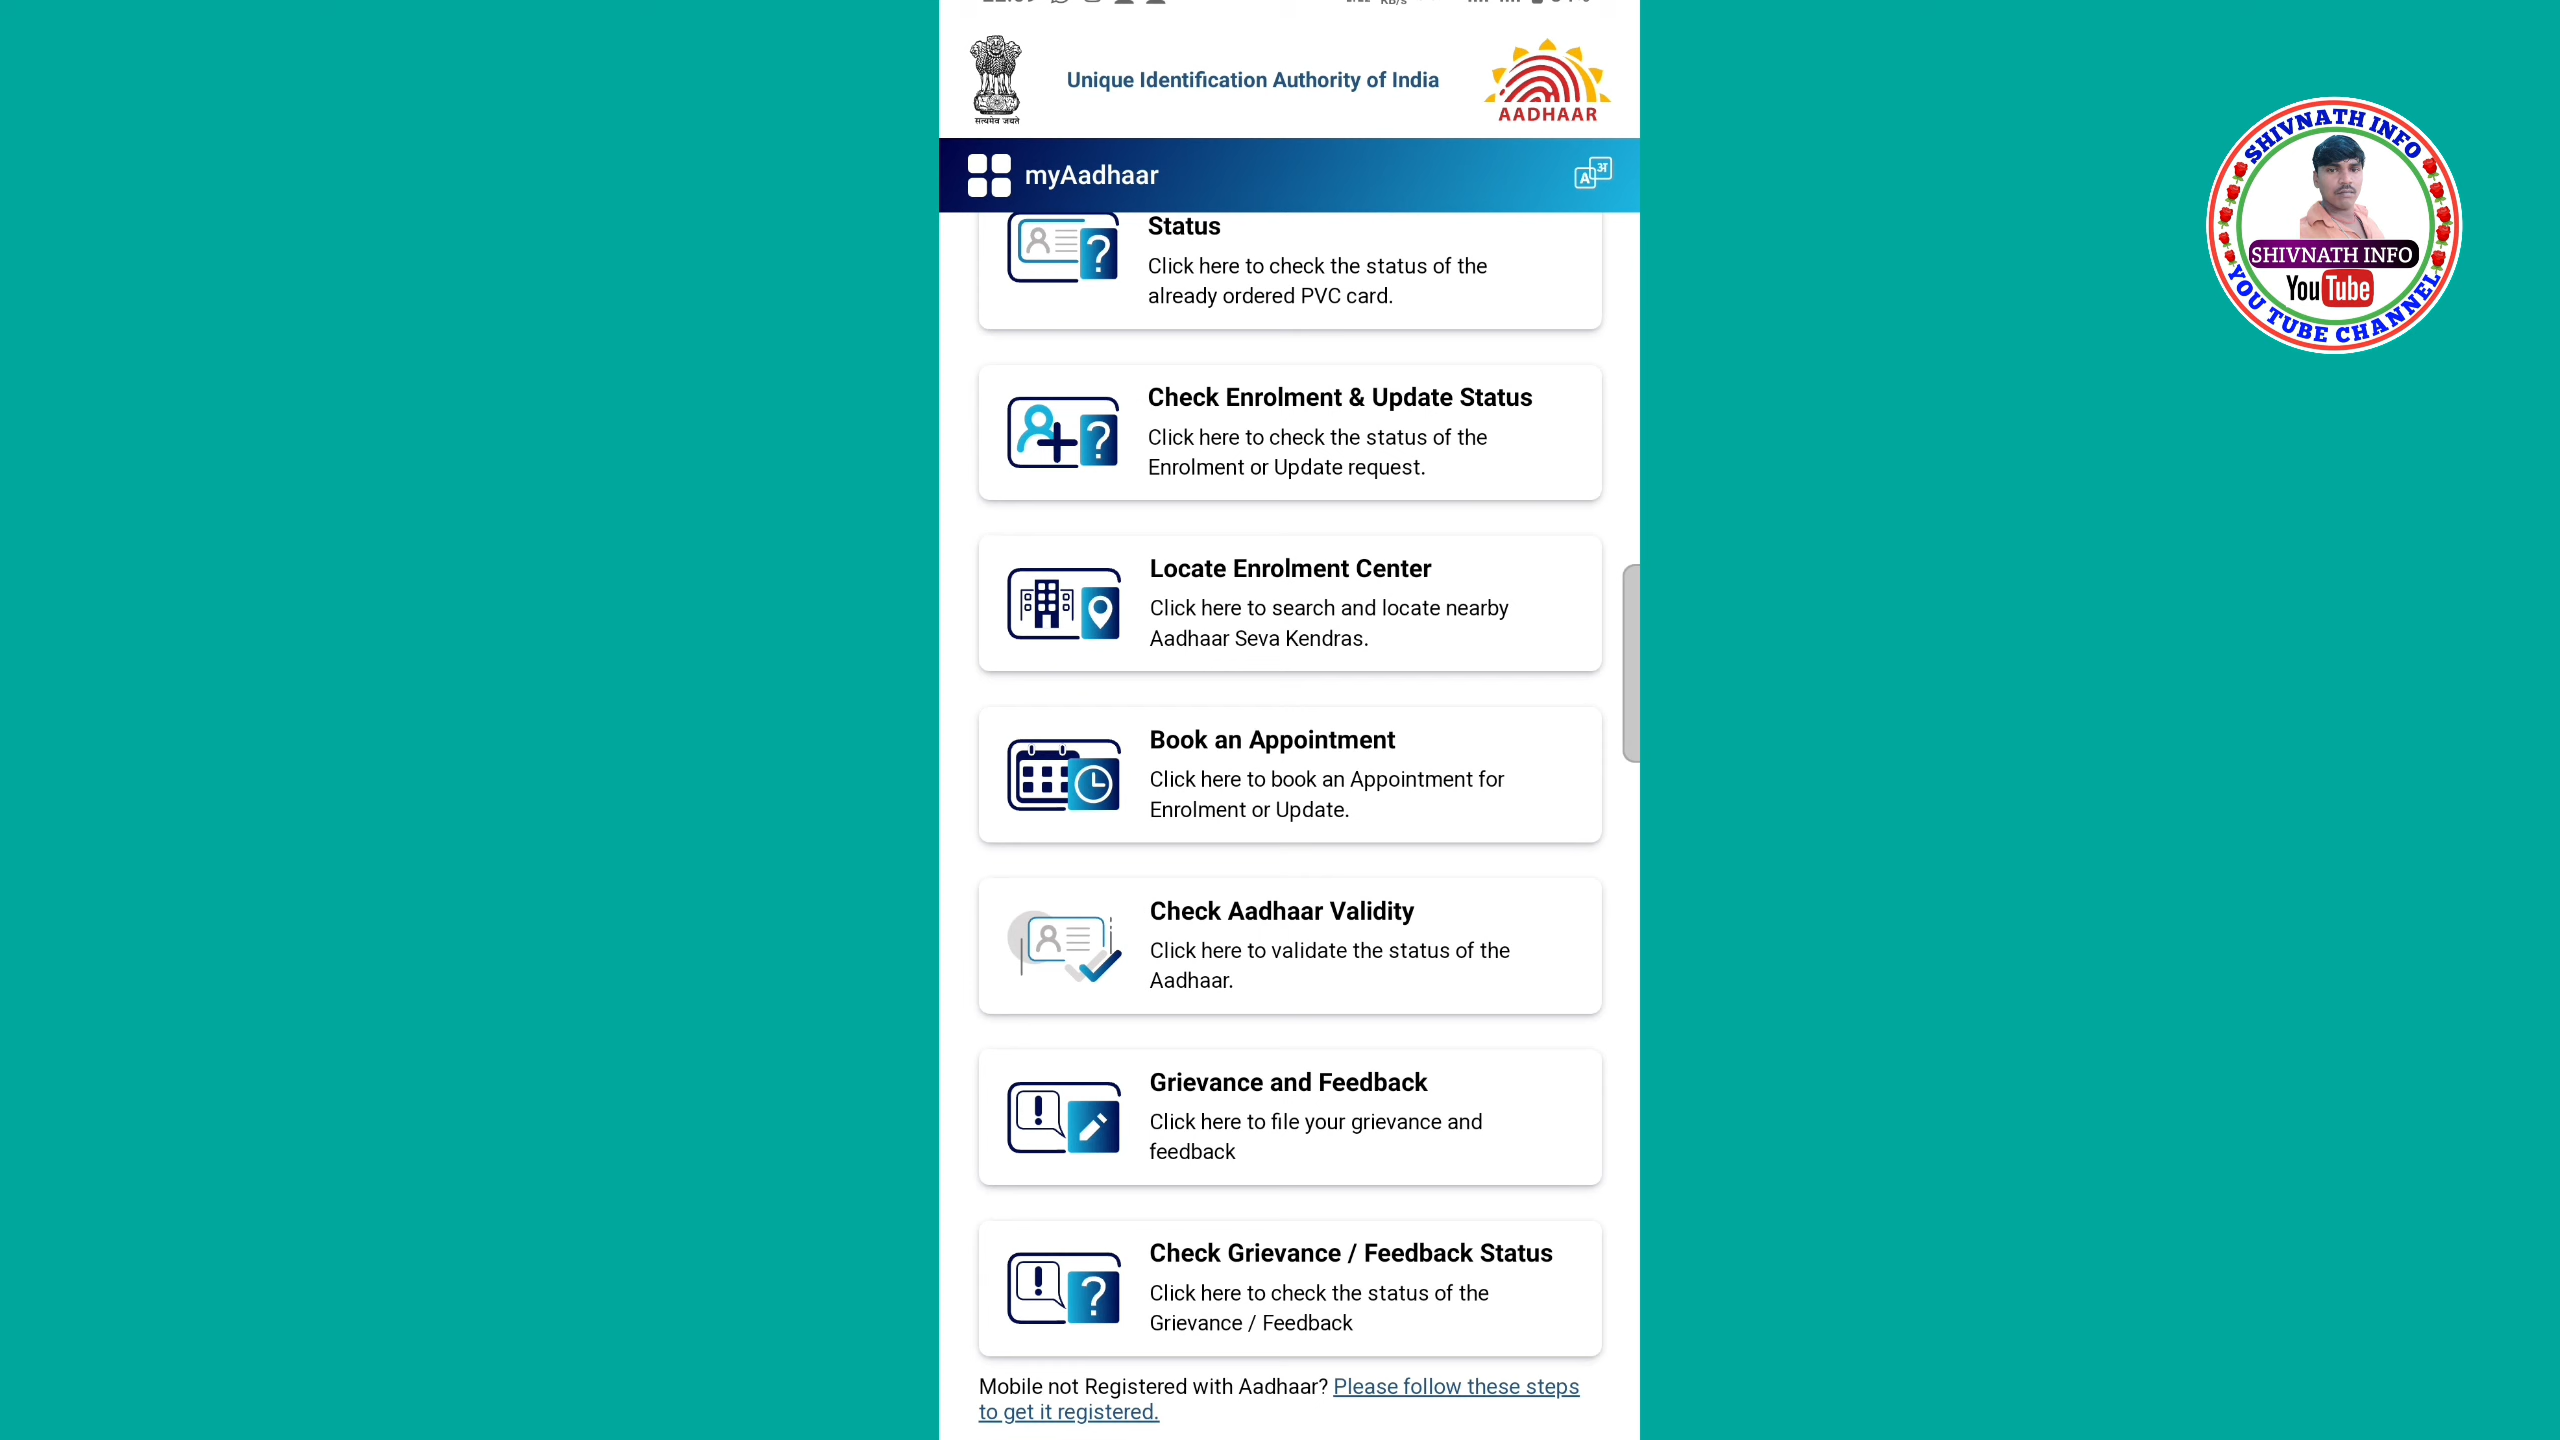 सत्यमेव जयते
Unique Identification Authority of India
AADHAAR
myAadhaar
A अ
Status
Click here to check the status of the
already ordered PVC card.
Check Enrolment & Update Status
Click here to check the status of the
Enrolment or Update request.
Locate Enrolment Center
Click here to search and locate nearby
Aadhaar Seva Kendras.
Book an Appointment
Click here to book an Appointment for
Enrolment or Update.
Check Aadhaar Validity
Click here to validate the status of the
Aadhaar.
Grievance and Feedback
Click here to file your grievance and
feedback
Check Grievance / Feedback Status
Click here to check the status of the
Grievance / Feedback
Mobile not Registered with Aadhaar? Please follow these steps
to get it registered.
SHIVNATH INFO
SHIVNATH INFO
YouTube
YOU TUBE CHANNEL